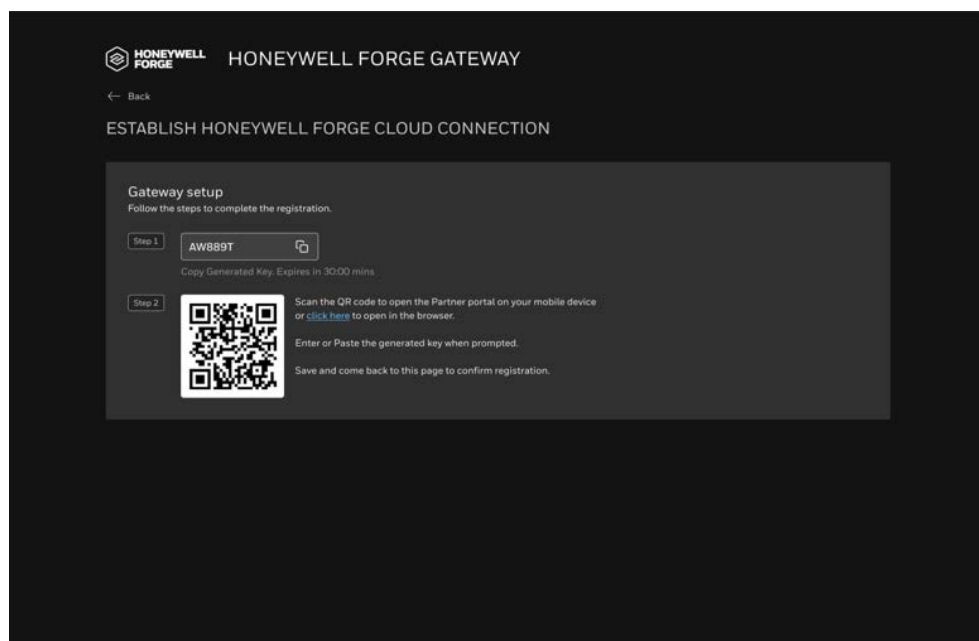 HONEYWELL
FORGE
HONEYWELL FORGE GATEWAY
← Back
ESTABLISH HONEYWELL FORGE CLOUD CONNECTION
Gateway setup
Follow the steps to complete the registration.
Step 1
AW889T
Copy Generated Key. Expires in 30:00 mins
Step 2
Scan the QR code to open the Partner portal on your mobile device
or click here to open in the browser.
Enter or Paste the generated key when prompted.
Save and come back to this page to confirm registration.